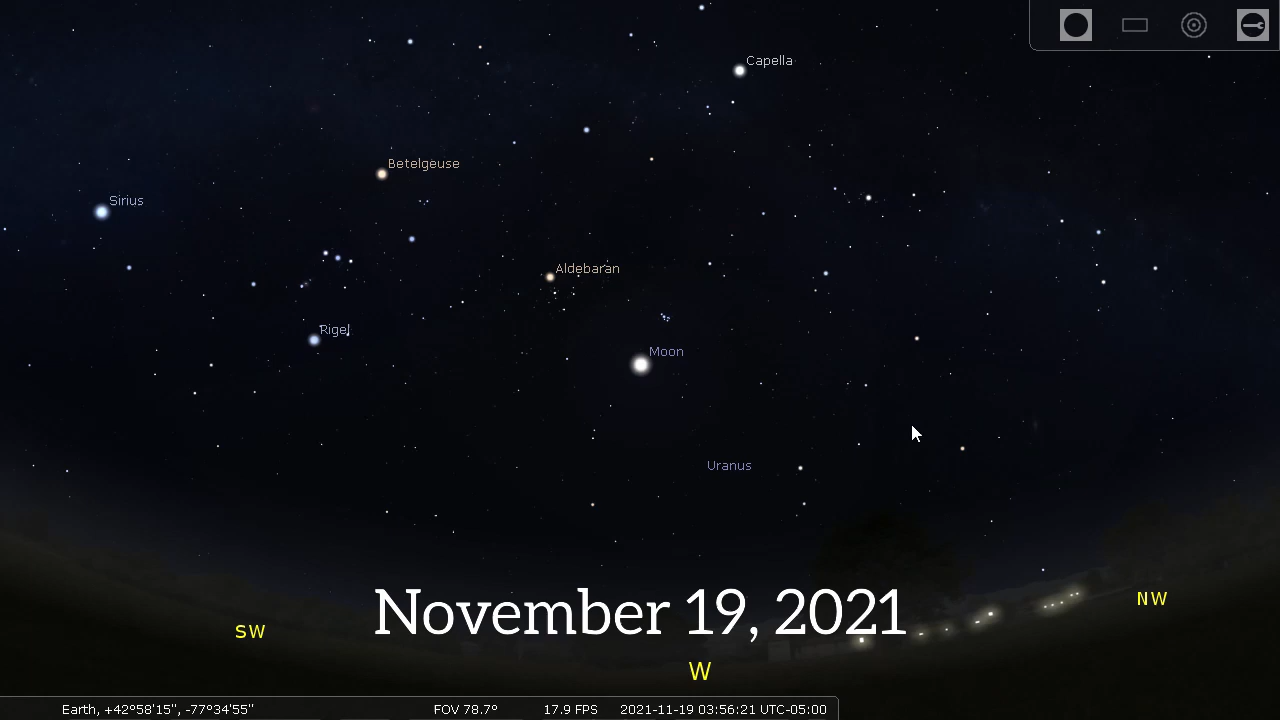 Capella
Betelgeuse
Sirius
Aldebaran
Rigel
Moon
Uranus
November 19, 2021
NW
SW
W
Earth, +42°58'15", -77°34'55"
FOV 78.7°
17.9 FPS
2021-11-19 03:56:21 UTC-05:00